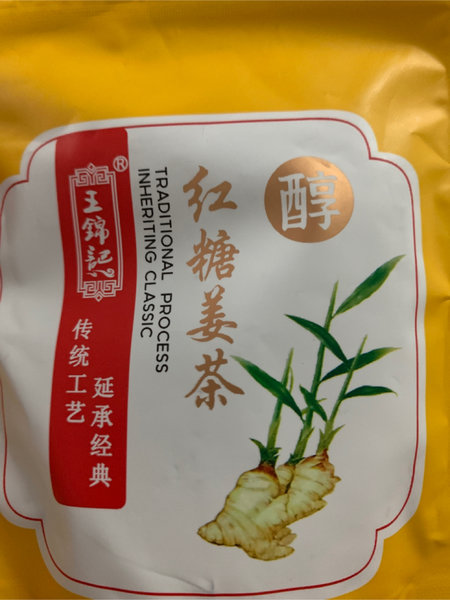 醇
红糖姜茶
TRADITIONAL PROCESS
INHERITING CLASSIC
王錦記®
传统工艺
延承经典